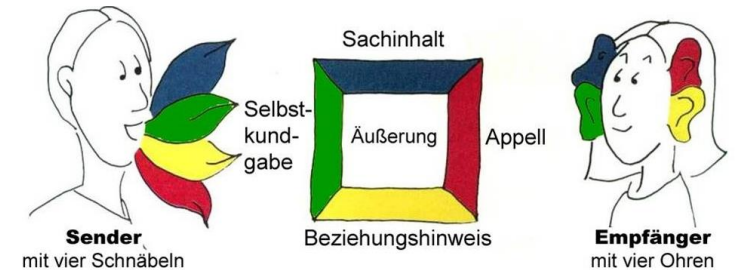 Sachinhalt
Selbst-
kund-
gabe
Äußerung
Appell
Beziehungshinweis
Sender
mit vier Schnäbeln
Empfänger
mit vier Ohren